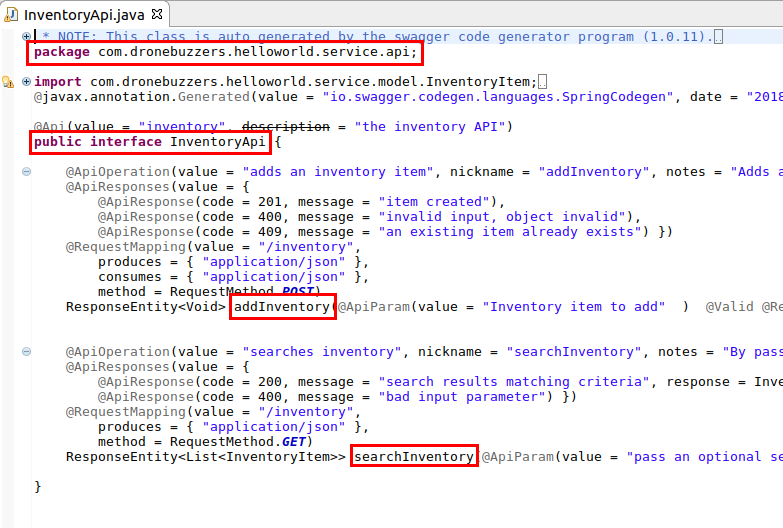 InventoryApi.java
* NOTE: This class is auto generated by the swagger code generator program (1.0.11).
package com.dronebuzzers.helloworld.service.api;
import com.dronebuzzers.helloworld.service.model.InventoryItem;
@javax.annotation.Generated(value = "io.swagger.codegen.languages.SpringCodegen", date = "2018
@Api(value = "inventory", description = "the inventory API")
public interface InventoryApi {
@ApiOperation(value = "adds an inventory item", nickname = "addInventory", notes = "Adds a
@ApiResponses(value = {
@ApiResponse(code = 201, message = "item created"),
@ApiResponse(code = 400, message = "invalid input, object invalid"),
@ApiResponse(code = 409, message = "an existing item already exists") })
@RequestMapping(value = "/inventory",
produces = { "application/json" },
consumes = { "application/json" },
method = RequestMethod.POST)
ResponseEntity<Void> addInventory(@ApiParam(value = "Inventory item to add"  )  @Valid @Re
@ApiOperation(value = "searches inventory", nickname = "searchInventory", notes = "By pass
@ApiResponses(value = {
@ApiResponse(code = 200, message = "search results matching criteria", response = Inve
@ApiResponse(code = 400, message = "bad input parameter") })
@RequestMapping(value = "/inventory",
produces = { "application/json" },
method = RequestMethod.GET)
ResponseEntity<List<InventoryItem>> searchInventory(@ApiParam(value = "pass an optional se
}